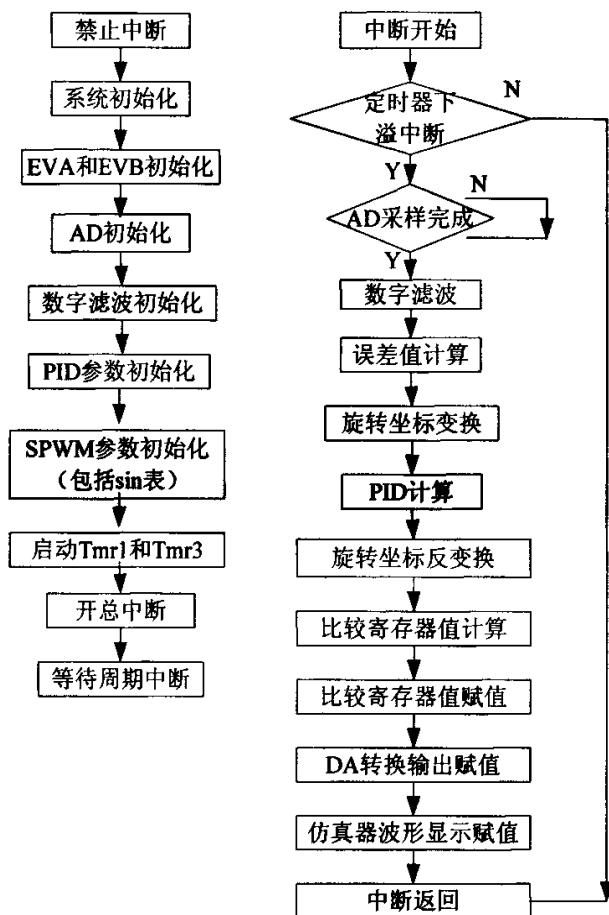 禁止中断
系统初始化
EVA和EVB初始化
AD初始化
数字滤波初始化
PID参数初始化
SPWM参数初始化
（包括sin表）
启动Tmr1和Tmr3
开总中断
等待周期中断
中断开始
定时器下
溢中断
N
Y
AD采样完成
N
Y
数字滤波
误差值计算
旋转坐标变换
PID计算
旋转坐标反变换
比较寄存器值计算
比较寄存器值赋值
DA转换输出赋值
仿真器波形显示赋值
中断返回